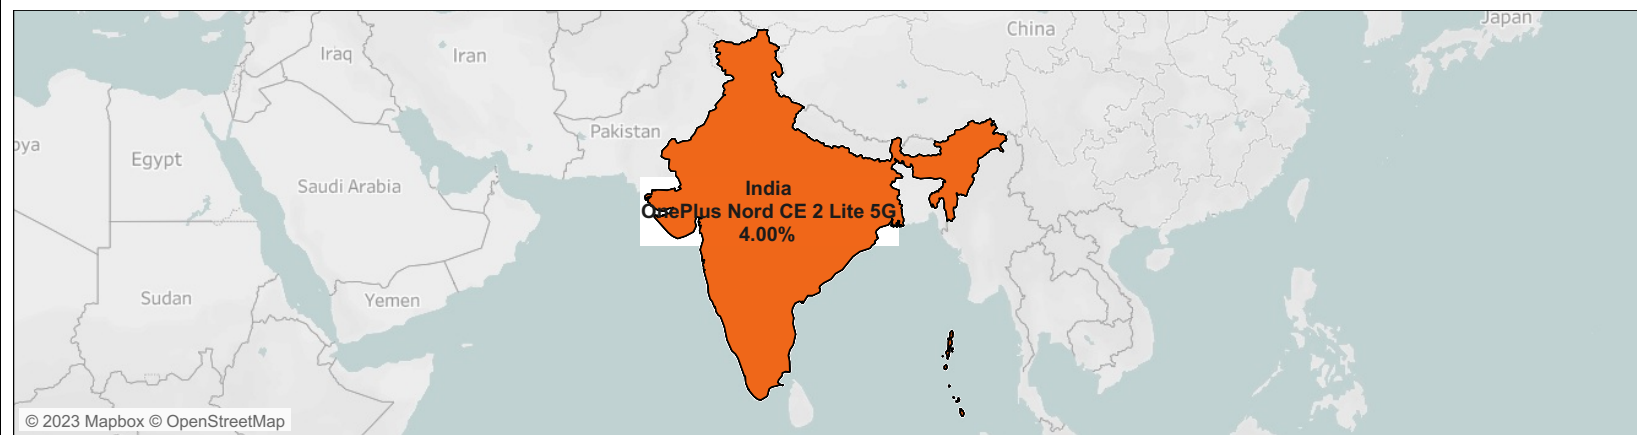 China
Japan
Iraq
Iran
Pakistan
oya
Egypt
Saudi Arabia
India
OnePlus Nord CE 2 Lite 5G
4.00%
Sudan
Yemen
© 2023 Mapbox © OpenStreetMap